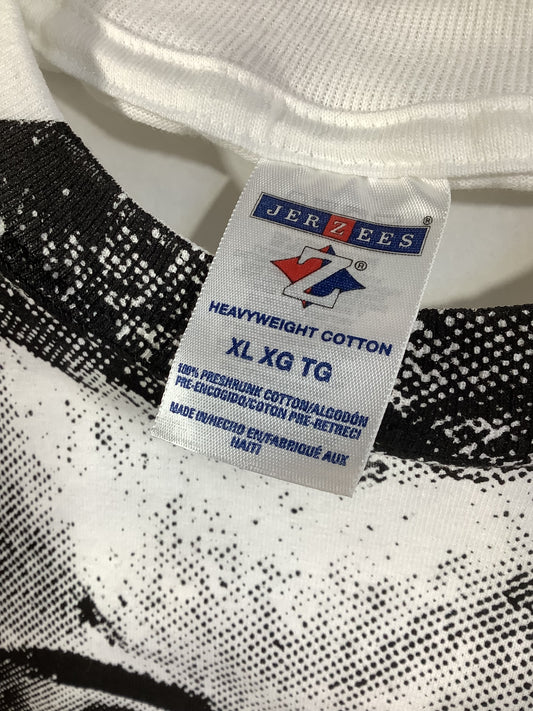 JERZEES®
Z®
HEAVYWEIGHT COTTON
XL XG TG
100% PRESHRUNK COTTON/ALGODÓN
PRE-ENCOGIDO/COTON PRE-RETRECI
MADE IN/HECHO EN/FABRIQUÉ AUX
HAITI